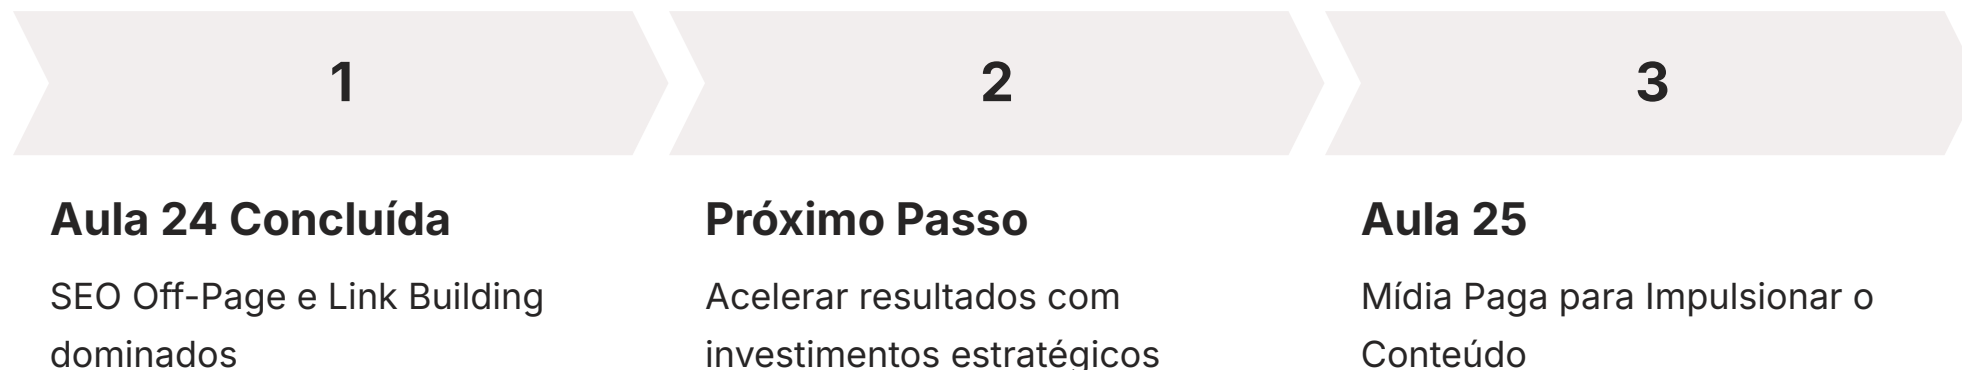 1
Aula 24 Concluída
SEO Off-Page e Link Building
dominados
2
Próximo Passo
Acelerar resultados com
investimentos estratégicos
3
Aula 25
Mídia Paga para Impulsionar o
Conteúdo